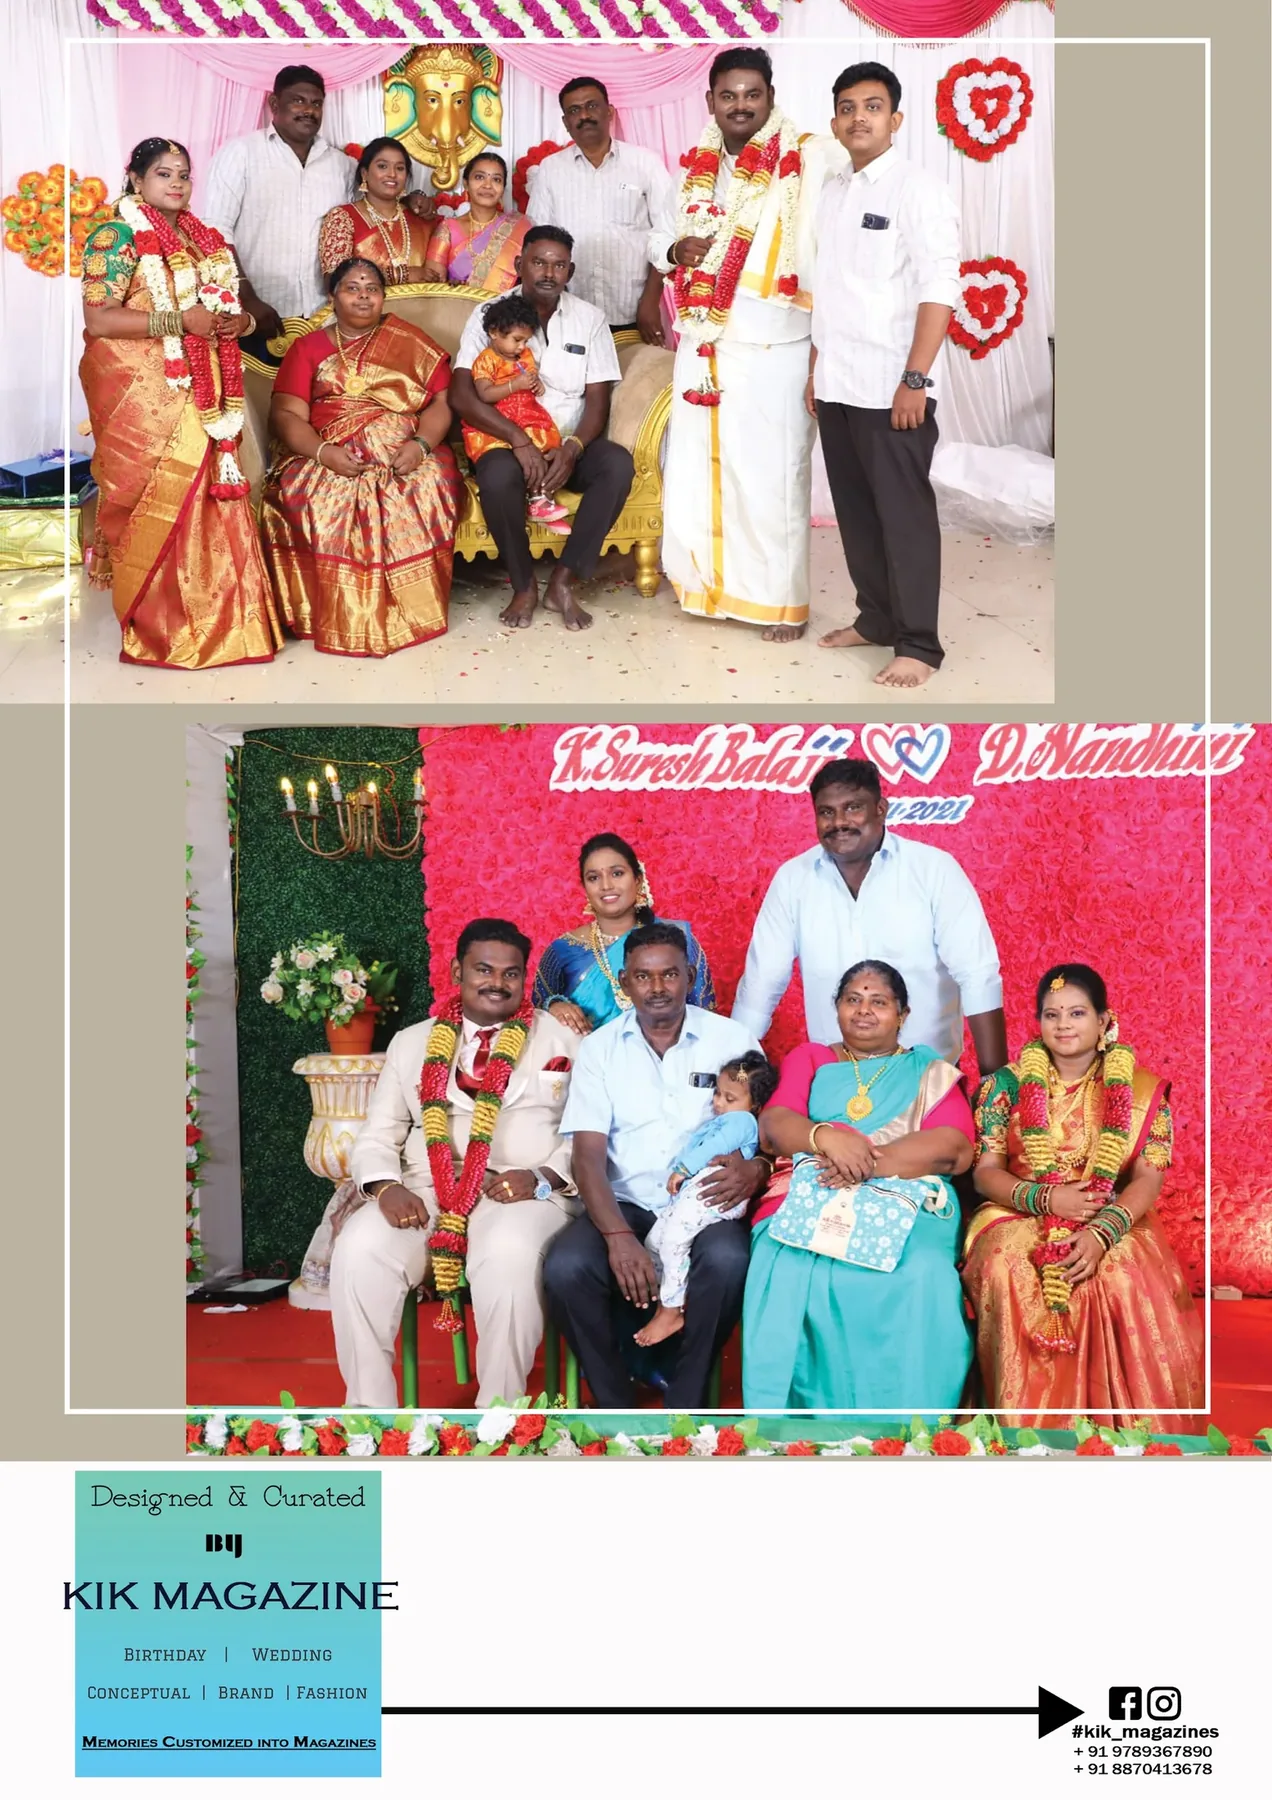 K.Suresh Balaji D.Nandhini
11-2021
Designed & Curated
BY
KIK MAGAZINE
BIRTHDAY | WEDDING
CONCEPTUAL | BRAND | FASHION
MEMORIES CUSTOMIZED INTO MAGAZINES
#kik_magazines
+ 91 9789367890
+ 91 8870413678